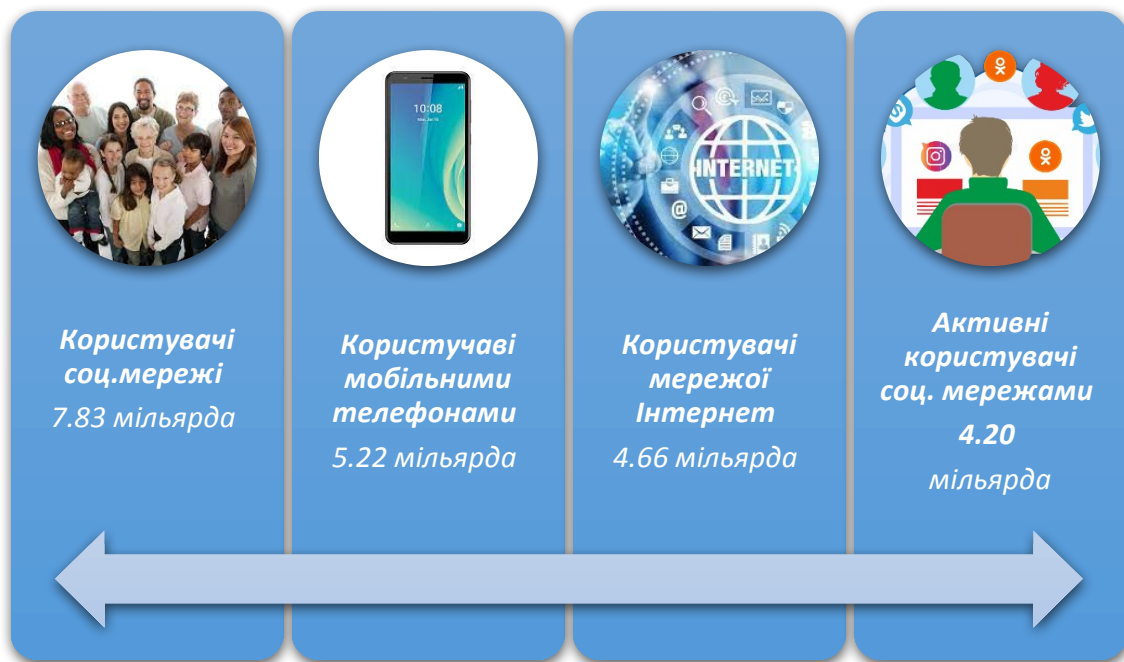 10:08
INTERNET
Користувачі
соц.мережі
7.83 мільярда
Користучаві
мобільними
телефонами
5.22 мільярда
Користувачі
мережої
Інтернет
4.66 мільярда
Активні
користувачі
соц. мережами
4.20
мільярда